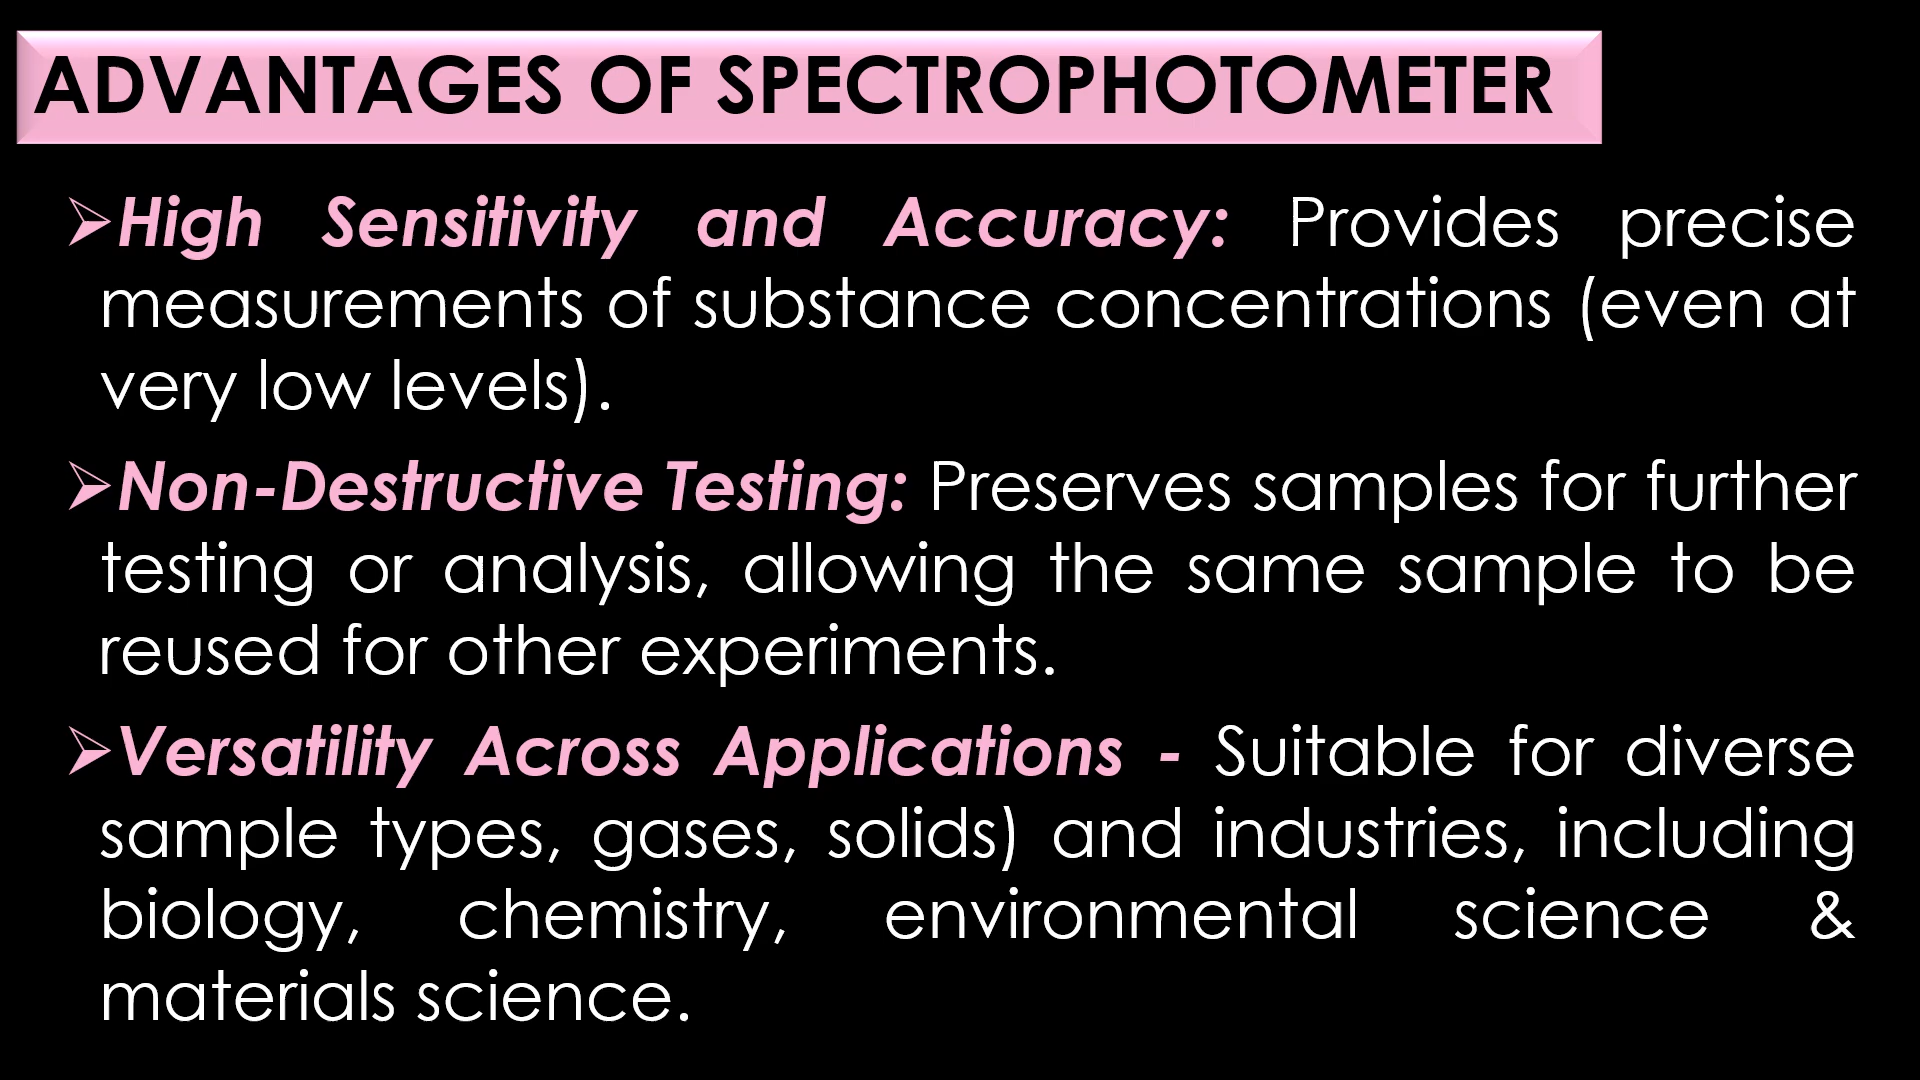 ADVANTAGES OF SPECTROPHOTOMETER
➢High Sensitivity and Accuracy: Provides precise
measurements of substance concentrations (even at
very low levels).
➢Non-Destructive Testing: Preserves samples for further
testing or analysis, allowing the same sample to be
reused for other experiments.
➢Versatility Across Applications - Suitable for diverse
sample types, gases, solids) and industries, including
biology, chemistry, environmental science &
materials science.